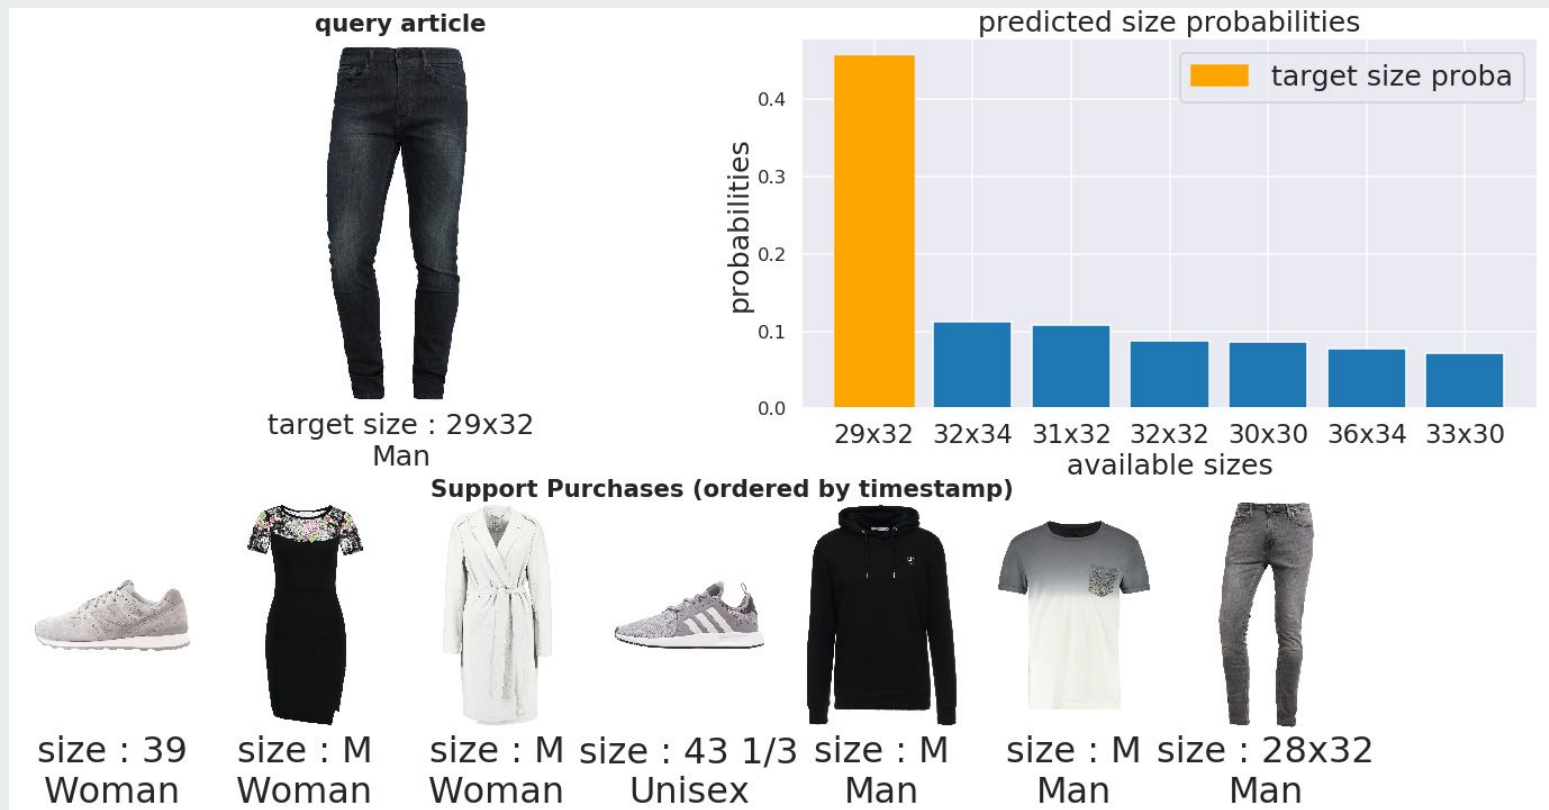 query article
target size : 29x32
Man
predicted size probabilities
target size proba
probabilities
0.4
0.3
0.2
0.1
0.0
29x32 32x34 31x32 32x32 30x30 36x34 33x30
available sizes
Support Purchases (ordered by timestamp)
size : 39 size : M size : M size : 43 1/3 size : M size : M size : 28x32
Woman Woman Woman Unisex Man Man Man